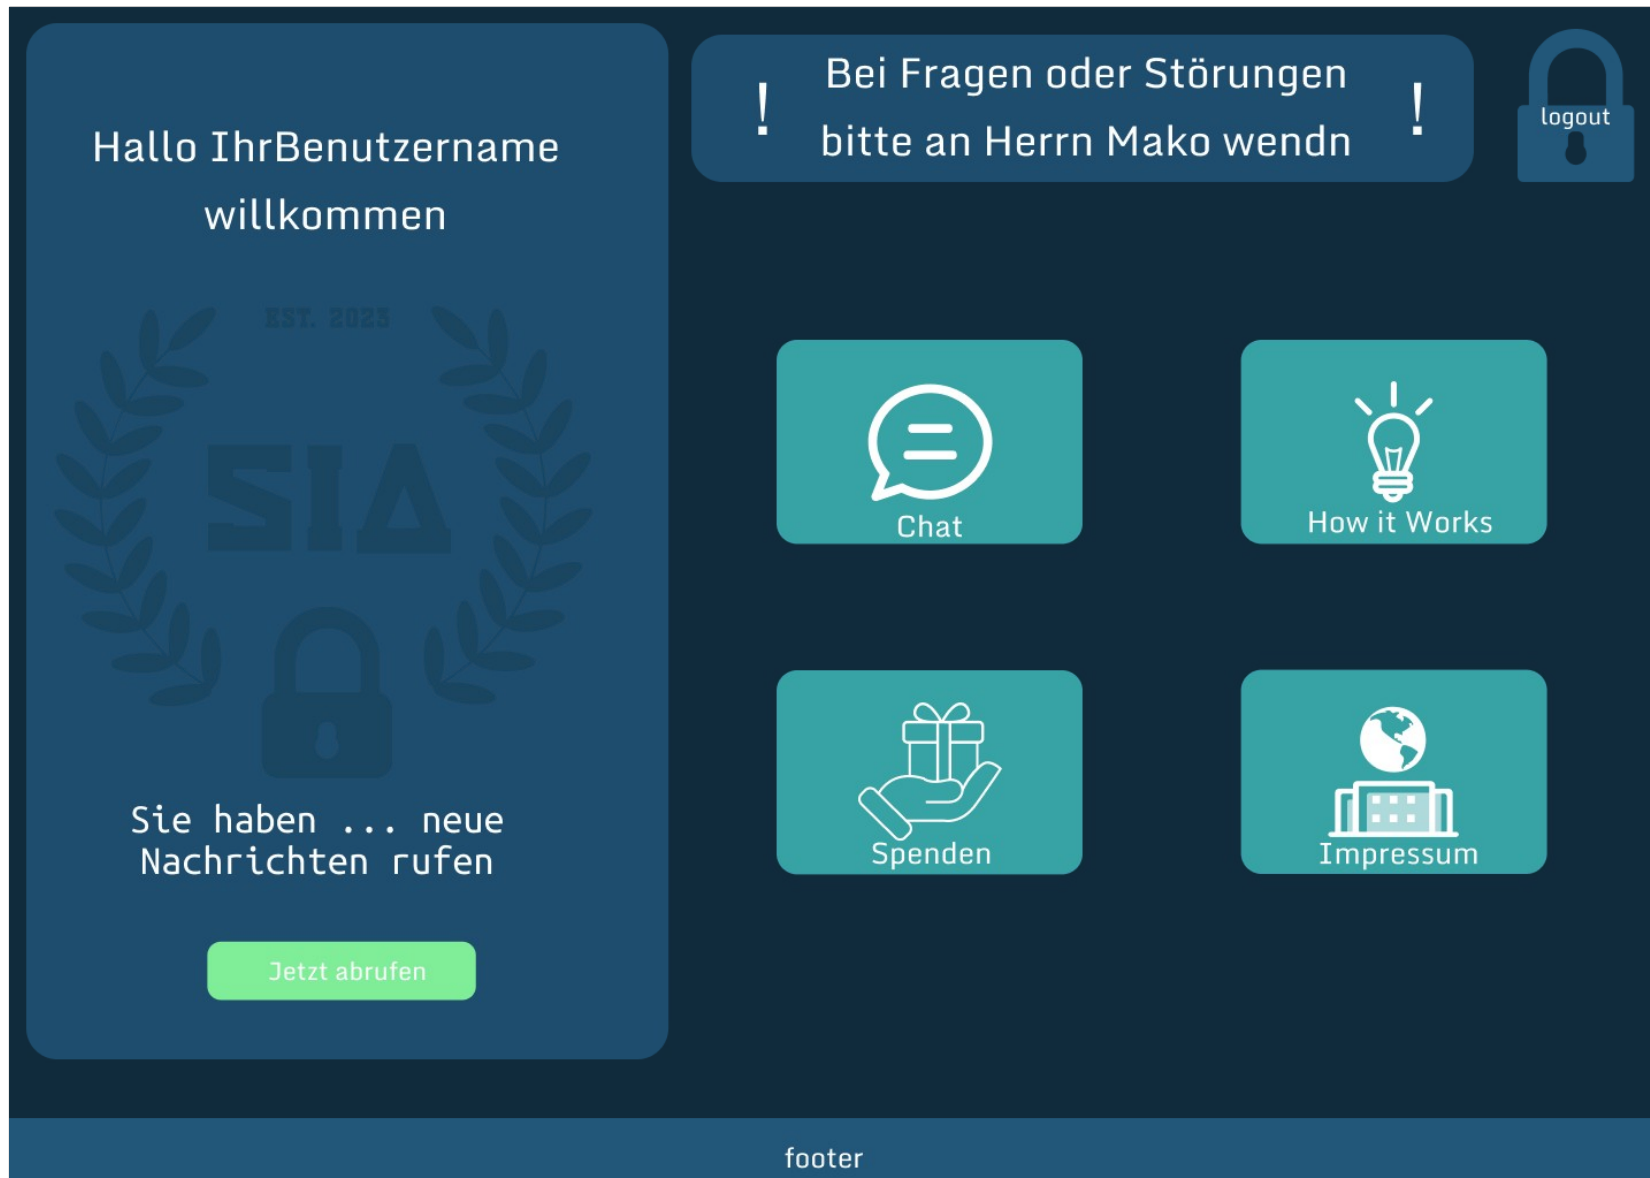 Hallo IhrBenutzername
willkommen
EST. 2023
SIA
Sie haben ... neue
Nachrichten rufen
Jetzt abrufen
! Bei Fragen oder Störungen !
bitte an Herrn Mako wendn
logout
Chat
How it Works
Spenden
Impressum
footer